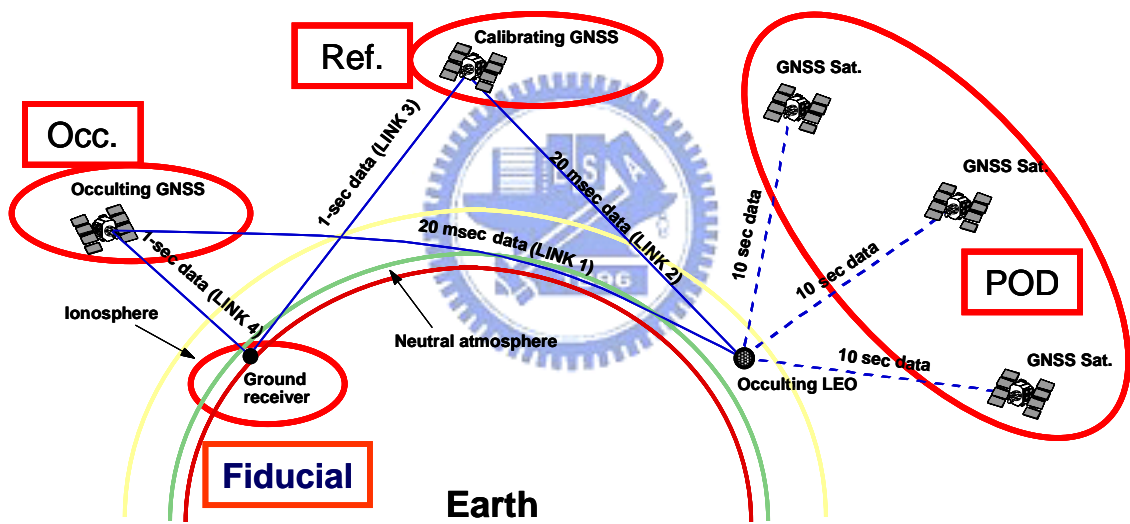 Ref.
Calibrating GNSS
GNSS Sat.
Occ.
Occulting GNSS
1-sec data (LINK 3)
20 msec data (LINK 2)
GNSS Sat.
1-sec data (LINK 4)
20 msec data (LINK 1)
10 sec data
10 sec data
POD
Ionosphere
Neutral atmosphere
10 sec data
GNSS Sat.
Ground
receiver
Occulting LEO
Fiducial
Earth